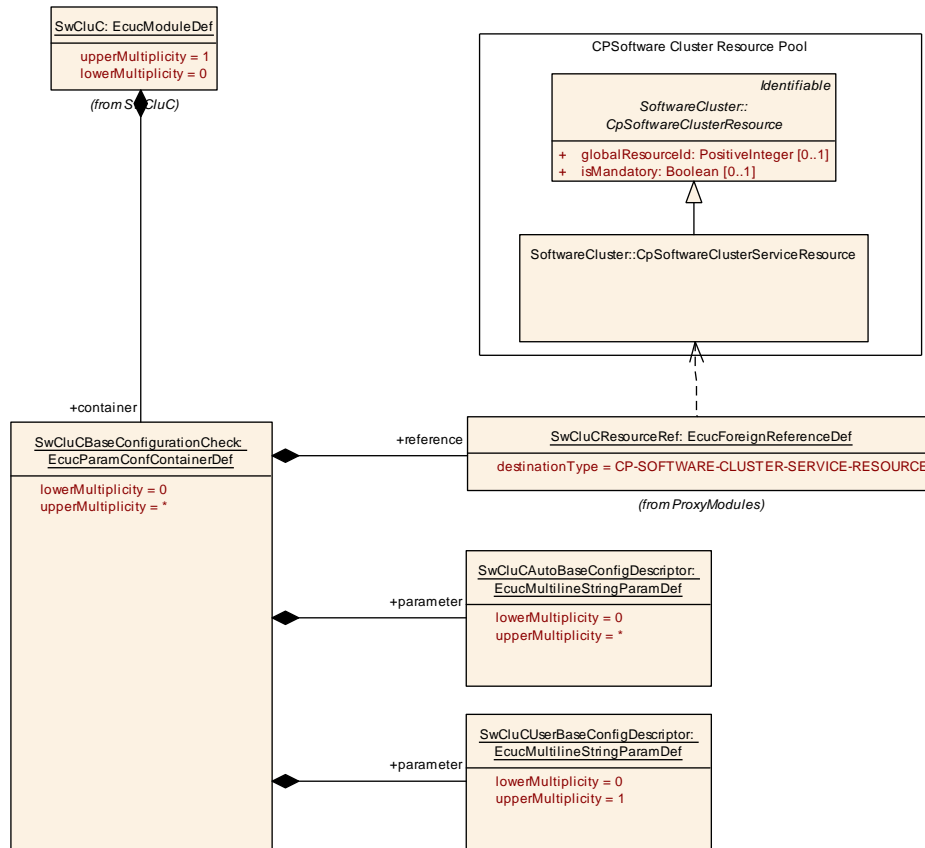 SwCluC: EcucModuleDef
upperMultiplicity = 1
lowerMultiplicity = 0
(from SwCluC)
CPSoftware Cluster Resource Pool
Identifiable
SoftwareCluster::
CpSoftwareClusterResource
+ globalResourceId: PositiveInteger [0..1]
+ isMandatory: Boolean [0..1]
SoftwareCluster::CpSoftwareClusterServiceResource
+container
SwCluCBaseConfigurationCheck:
EcucParamConfContainerDef
lowerMultiplicity = 0
upperMultiplicity = *
+reference
SwCluCResourceRef: EcucForeignReferenceDef
destinationType = CP-SOFTWARE-CLUSTER-SERVICE-RESOURCE
(from ProxyModules)
+parameter
SwCluCAutoBaseConfigDescriptor:
EcucMultilineStringParamDef
lowerMultiplicity = 0
upperMultiplicity = *
+parameter
SwCluCUserBaseConfigDescriptor:
EcucMultilineStringParamDef
lowerMultiplicity = 0
upperMultiplicity = 1